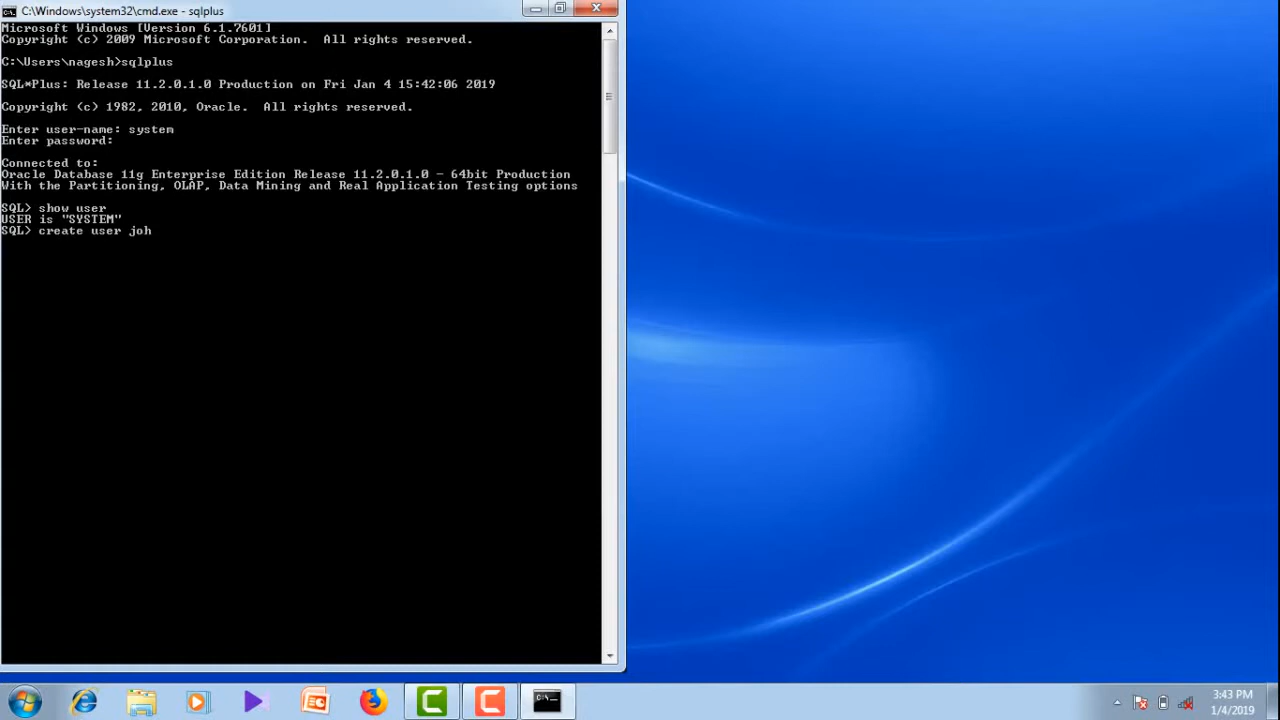 C:\Windows\system32\cmd.exe - sqlplus
Microsoft Windows [Version 6.1.7601]
Copyright (c) 2009 Microsoft Corporation.  All rights reserved.
C:\Users\nagesh>sqlplus
SQL*Plus: Release 11.2.0.1.0 Production on Fri Jan 4 15:42:06 2019
Copyright (c) 1982, 2010, Oracle.  All rights reserved.
Enter user-name: system
Enter password:
Connected to:
Oracle Database 11g Enterprise Edition Release 11.2.0.1.0 - 64bit Production
With the Partitioning, OLAP, Data Mining and Real Application Testing options
SQL> show user
USER is "SYSTEM"
SQL> create user joh
3:43 PM
1/4/2019